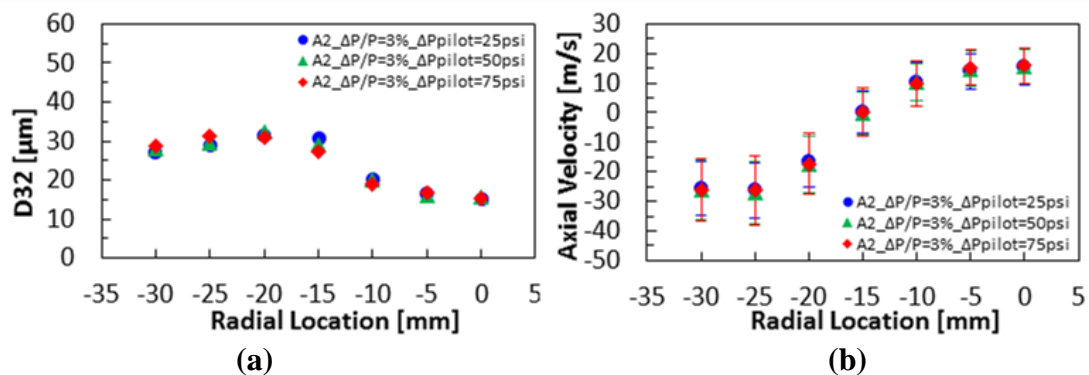 60
50
40
30
20
10
0
D32 [µm]
A2_ΔP/P=3%_ΔPpilot=25psi
A2_ΔP/P=3%_ΔPpilot=50psi
A2_ΔP/P=3%_ΔPpilot=75psi
-35 -30 -25 -20 -15 -10 -5 0 5
Radial Location [mm]
(a)
30
20
10
0
-10
-20
-30
-40
-50
Axial Velocity [m/s]
A2_ΔP/P=3%_ΔPpilot=25psi
A2_ΔP/P=3%_ΔPpilot=50psi
A2_ΔP/P=3%_ΔPpilot=75psi
-35 -30 -25 -20 -15 -10 -5 0 5
Radial Location [mm]
(b)